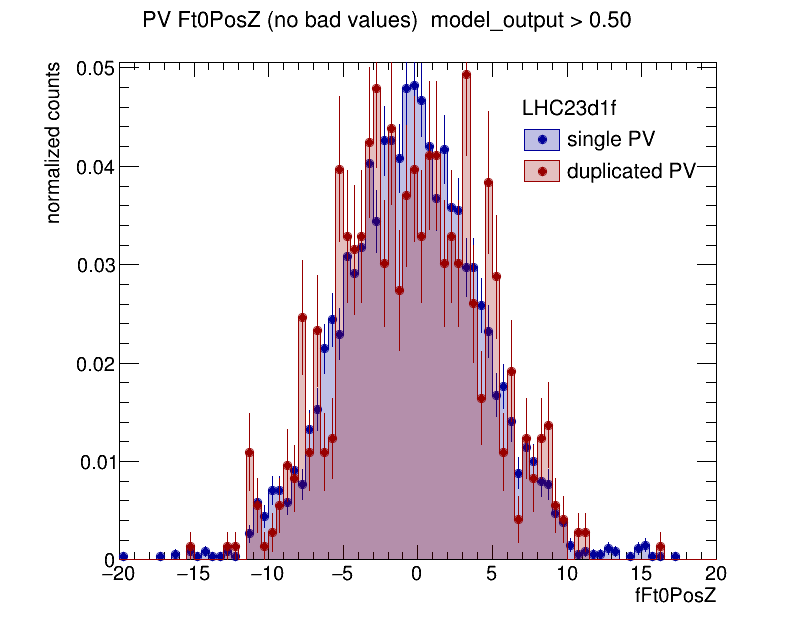 PV Ft0PosZ (no bad values)  model_output > 0.50
normalized counts
0.05
0.04
0.03
0.02
0.01
0
LHC23d1f
single PV
duplicated PV
−20 −15 −10 −5 0 5 10 15 20
fFt0PosZ